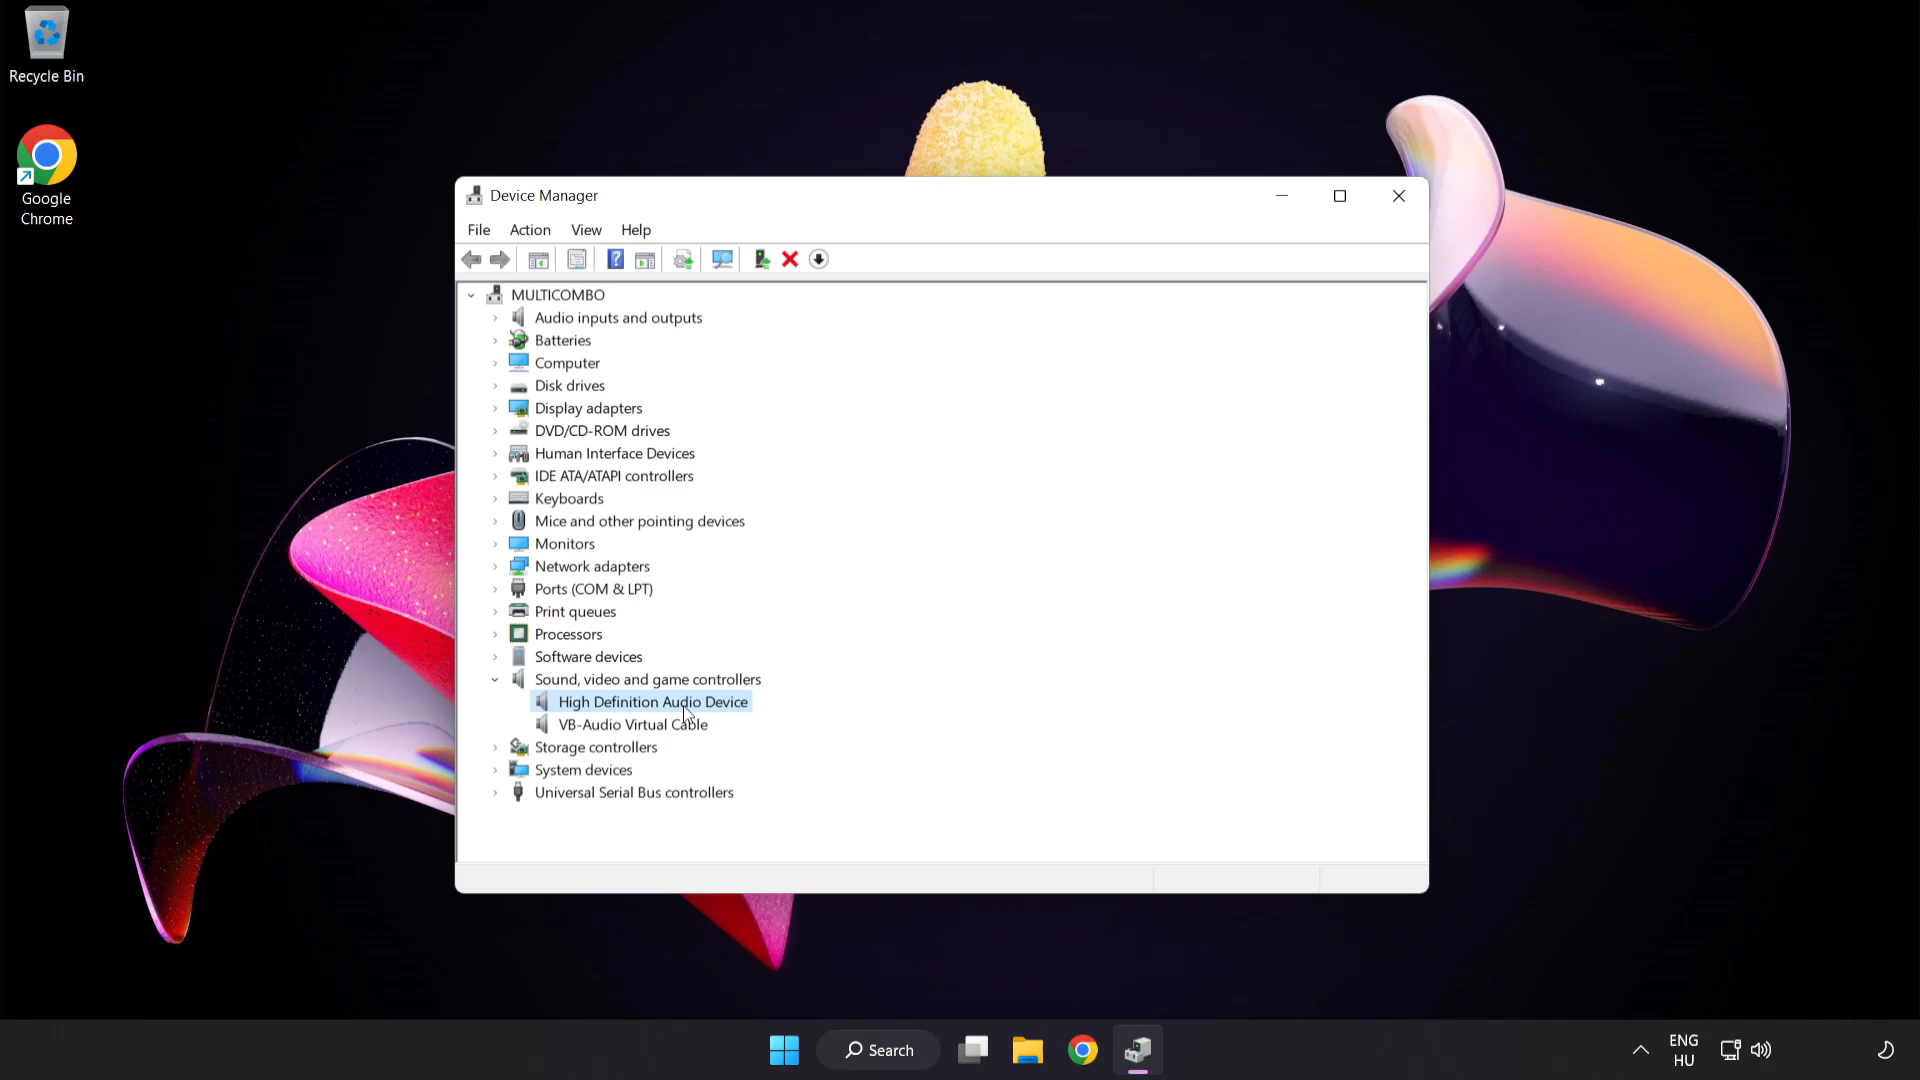 Recycle Bin
Google
Chrome
Device Manager
File Action View Help
MULTICOMBO
Audio inputs and outputs
Batteries
Computer
Disk drives
Display adapters
DVD/CD-ROM drives
Human Interface Devices
IDE ATA/ATAPI controllers
Keyboards
Mice and other pointing devices
Monitors
Network adapters
Ports (COM & LPT)
Print queues
Processors
Software devices
Sound, video and game controllers
High Definition Audio Device
VB-Audio Virtual Cable
Storage controllers
System devices
Universal Serial Bus controllers
Search
ENG
HU